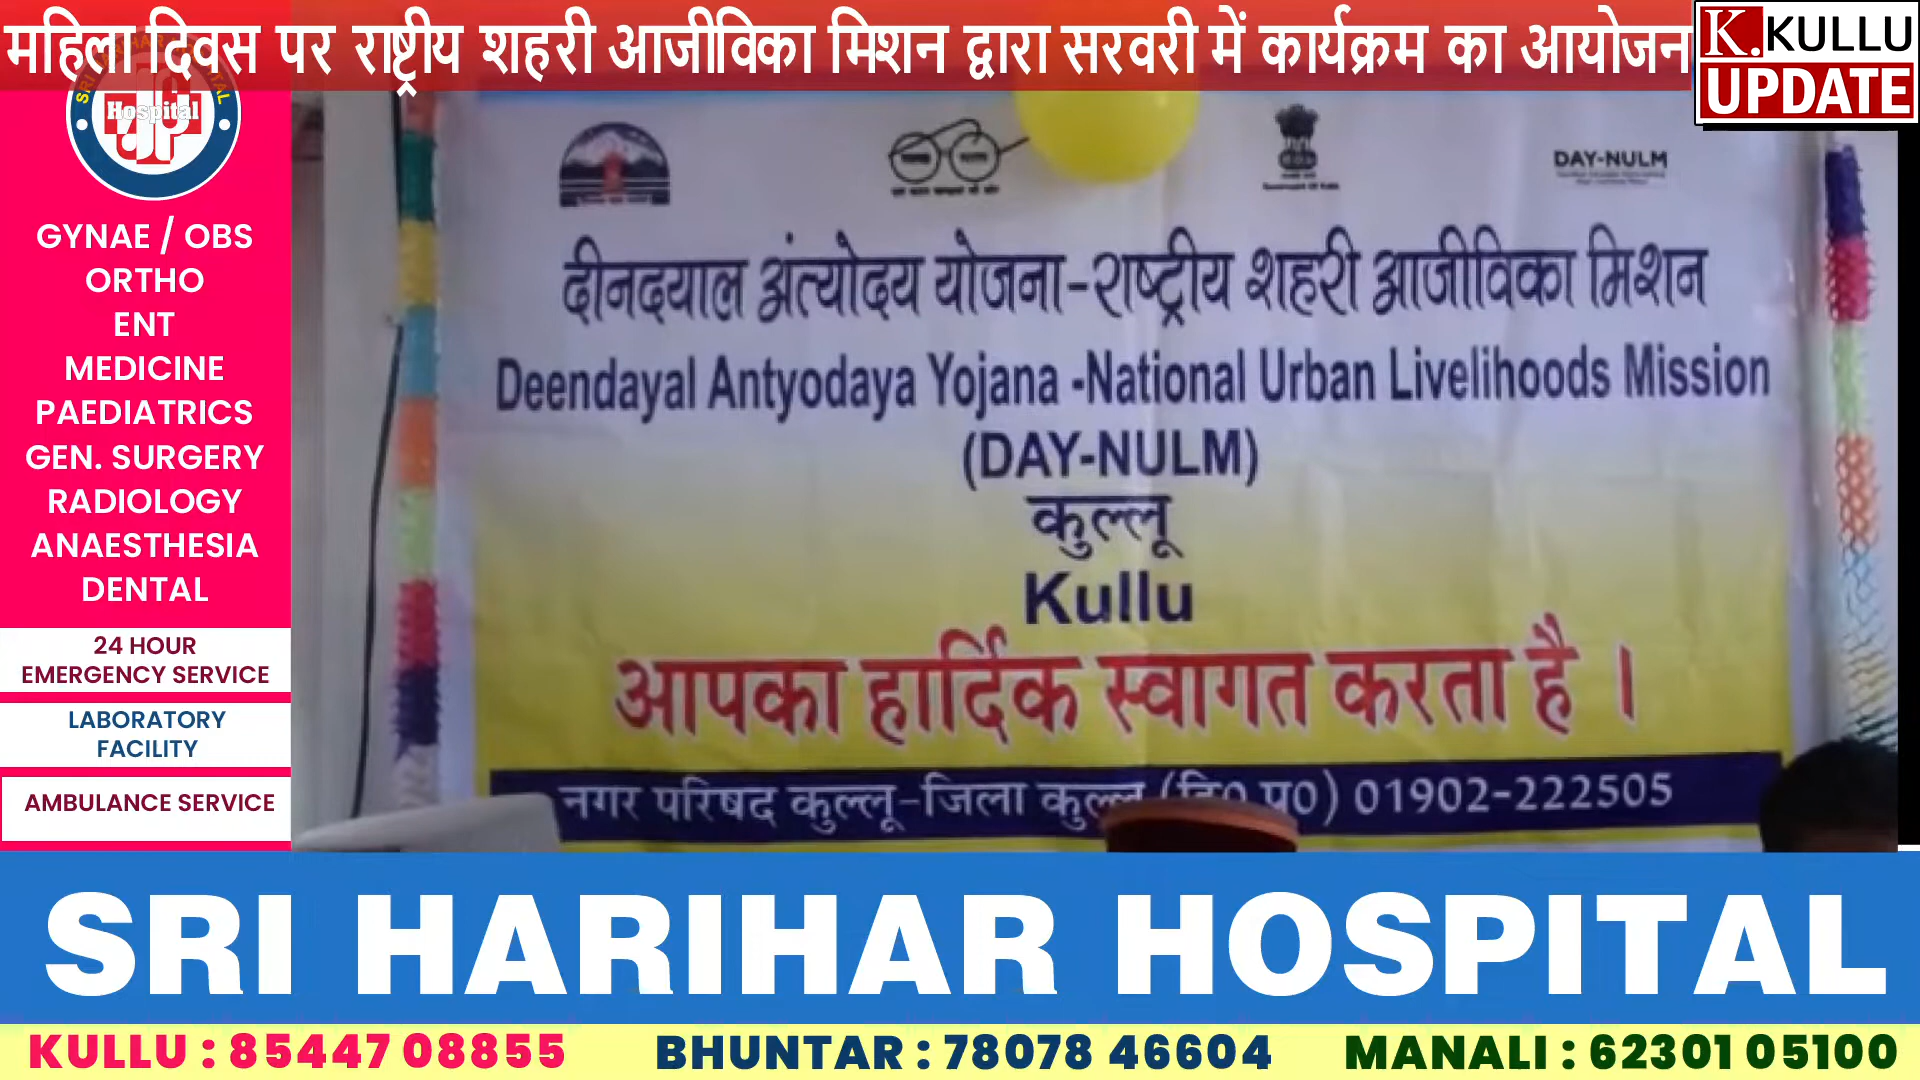 महिला दिवस पर राष्ट्रीय शहरी आजीविका मिशन द्वारा सरवरी में कार्यक्रम का आयोजन
K. KULLU
UPDATE
Hospital
GYNAE / OBS
ORTHO
ENT
MEDICINE
PAEDIATRICS
GEN. SURGERY
RADIOLOGY
ANAESTHESIA
DENTAL
24 HOUR
EMERGENCY SERVICE
LABORATORY
FACILITY
AMBULANCE SERVICE
DAY-NULM
दीनदयाल अंत्योदय योजना-राष्ट्रीय शहरी आजीविका मिशन
Deendayal Antyodaya Yojana -National Urban Livelihoods Mission
(DAY-NULM)
कुल्लू
Kullu
आपका हार्दिक स्वागत करता है ।
नगर परिषद कुल्लू-जिला कुल्लू (हि0 प्र0) 01902-222505
SRI HARIHAR HOSPITAL
KULLU : 85447 08855 BHUNTAR : 78078 46604 MANALI : 62301 05100